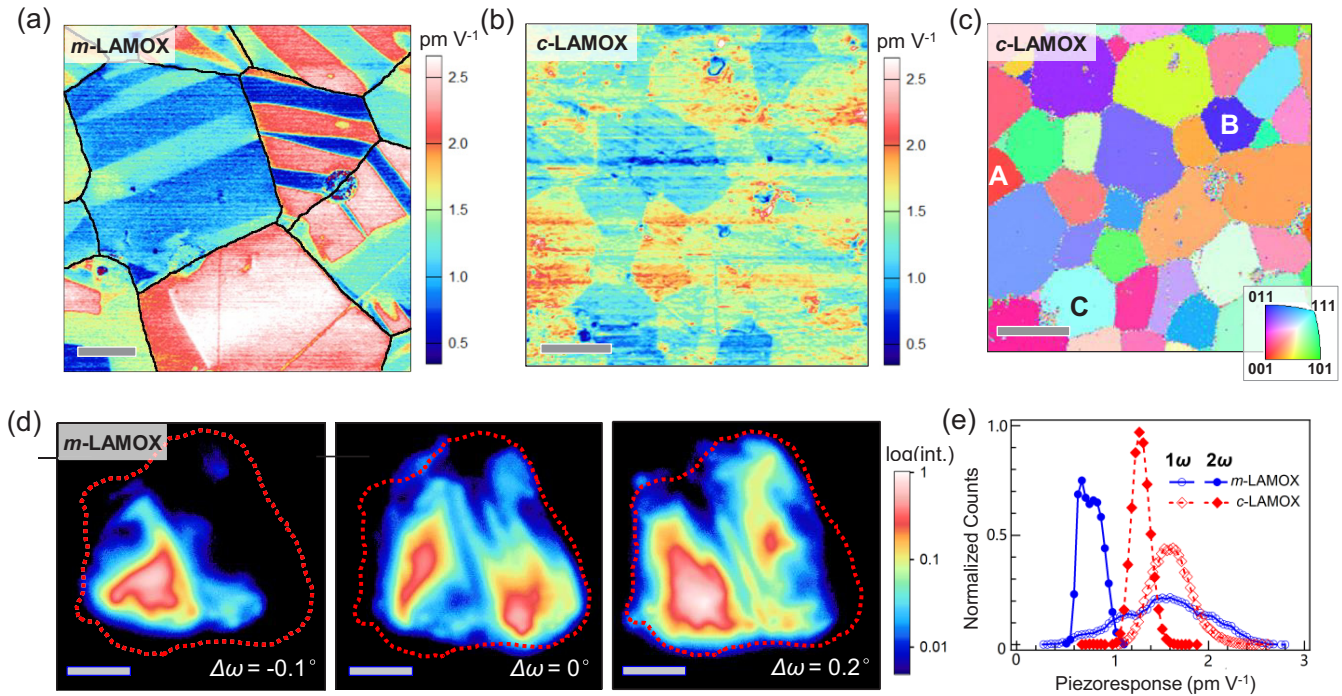 (a)
m-LAMOX
pm V⁻¹
2.5
2.0
1.5
1.0
0.5
(b)
c-LAMOX
pm V⁻¹
2.5
2.0
1.5
1.0
0.5
(c)
c-LAMOX
B
A
C
011
111
001
101
(d)
m-LAMOX
Δω = -0.1°
Δω = 0°
Δω = 0.2°
log(int.)
1
0.1
0.01
(e)
Normalized Counts
1.0
0.5
0
1ω 2ω
m-LAMOX
c-LAMOX
0 1 2 3
Piezoresponse (pm V⁻¹)